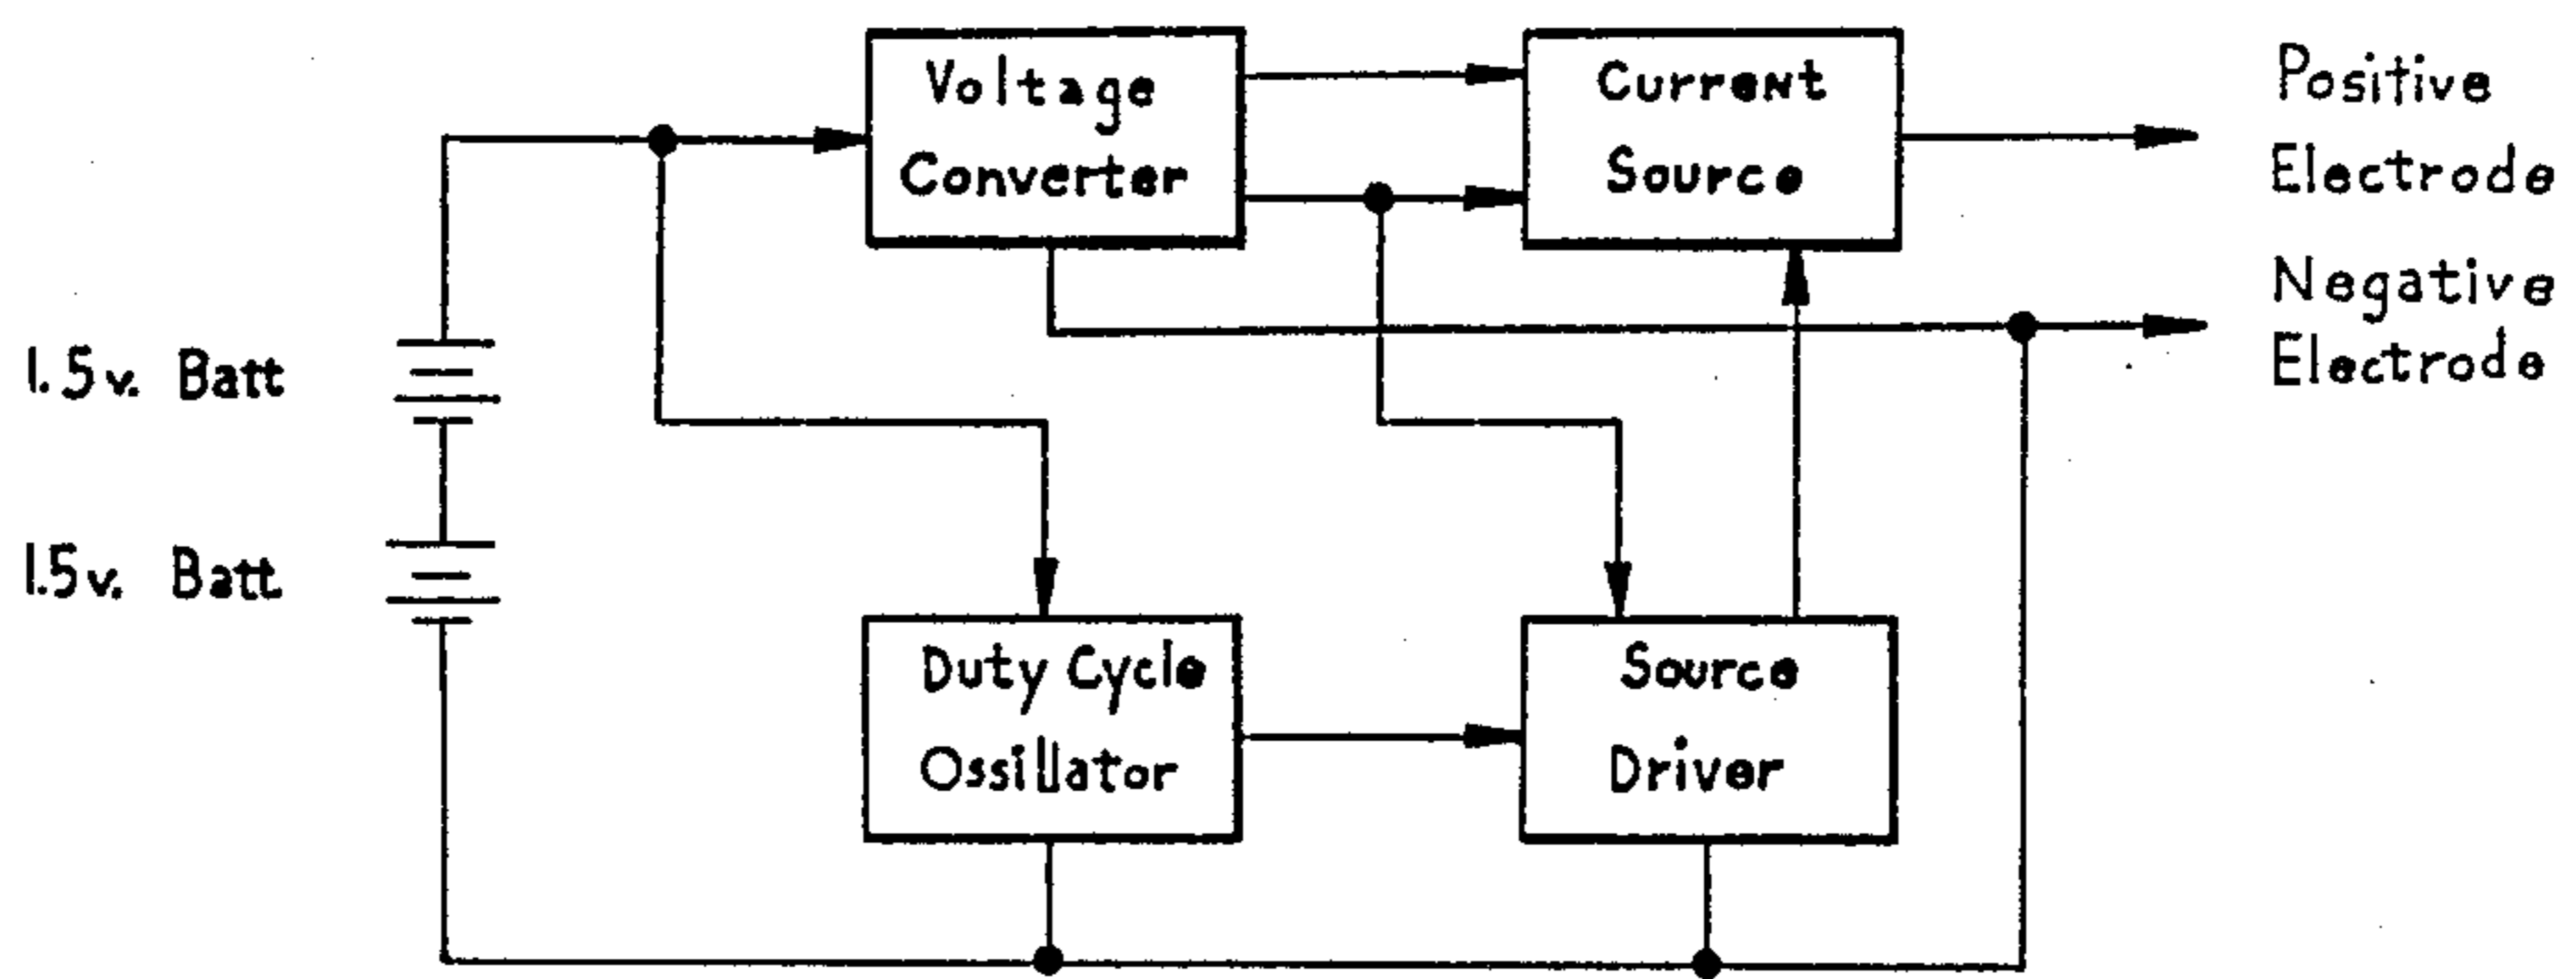 Voltage
Converter
Current
Source
Positive
Electrode
Negative
Electrode
1.5v. Batt
1.5v. Batt
Duty Cycle
Ossillator
Source
Driver